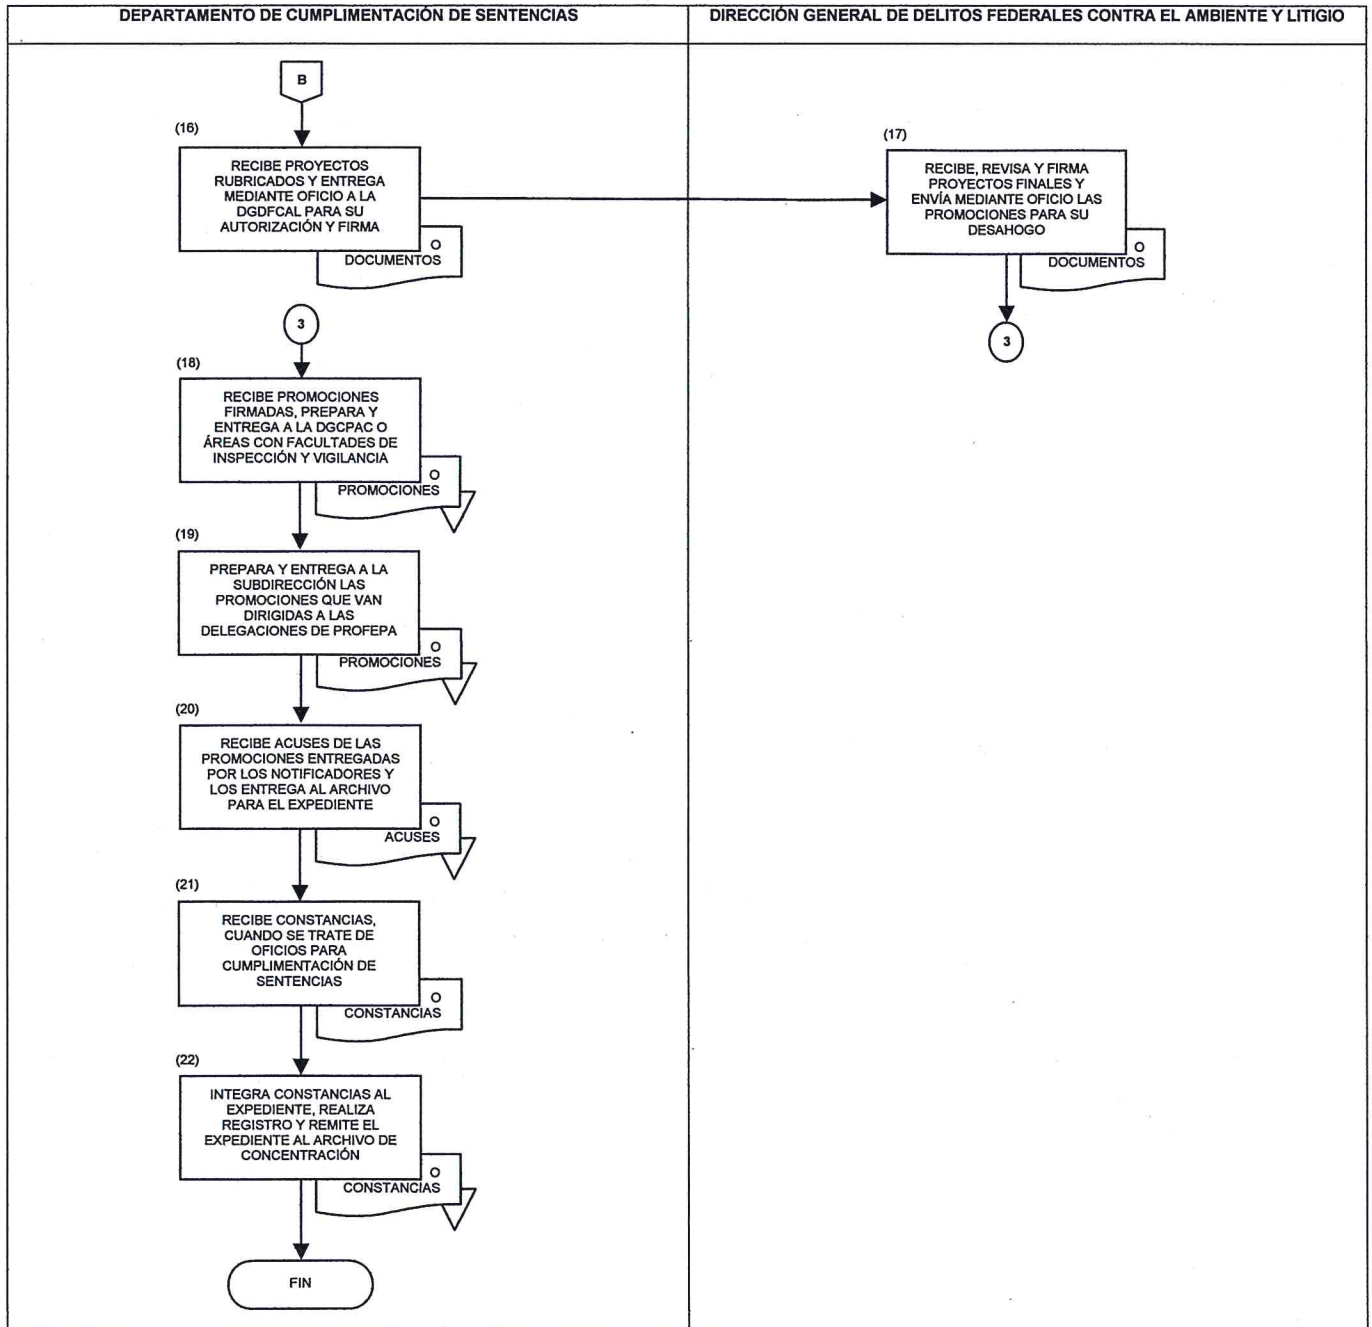 DEPARTAMENTO DE CUMPLIMENTACIÓN DE SENTENCIAS
DIRECCIÓN GENERAL DE DELITOS FEDERALES CONTRA EL AMBIENTE Y LITIGIO
B
(16)
RECIBE PROYECTOS
RUBRICADOS Y ENTREGA
MEDIANTE OFICIO A LA
DGDFCAL PARA SU
AUTORIZACIÓN Y FIRMA
O
DOCUMENTOS
(17)
RECIBE, REVISA Y FIRMA
PROYECTOS FINALES Y
ENVÍA MEDIANTE OFICIO LAS
PROMOCIONES PARA SU
DESAHOGO
O
DOCUMENTOS
3
3
(18)
RECIBE PROMOCIONES
FIRMADAS, PREPARA Y
ENTREGA A LA DGCPAC O
ÁREAS CON FACULTADES DE
INSPECCIÓN Y VIGILANCIA
O
PROMOCIONES
(19)
PREPARA Y ENTREGA A LA
SUBDIRECCIÓN LAS
PROMOCIONES QUE VAN
DIRIGIDAS A LAS
DELEGACIONES DE PROFEPA
O
PROMOCIONES
(20)
RECIBE ACUSES DE LAS
PROMOCIONES ENTREGADAS
POR LOS NOTIFICADORES Y
LOS ENTREGA AL ARCHIVO
PARA EL EXPEDIENTE
O
ACUSES
(21)
RECIBE CONSTANCIAS,
CUANDO SE TRATE DE
OFICIOS PARA
CUMPLIMENTACIÓN DE
SENTENCIAS
O
CONSTANCIAS
(22)
INTEGRA CONSTANCIAS AL
EXPEDIENTE, REALIZA
REGISTRO Y REMITE EL
EXPEDIENTE AL ARCHIVO DE
CONCENTRACIÓN
O
CONSTANCIAS
FIN